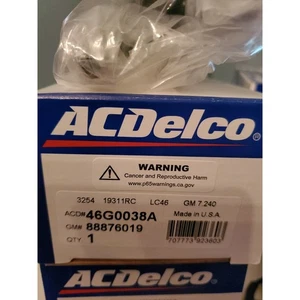 ACDelco
WARNING
Cancer and Reproductive Harm
www.p65warnings.ca.gov
3254 19311RC LC46 GM 7.240
ACD# 46G0038A Made in U.S.A.
GM# 88876019
QTY 1
ACDelco